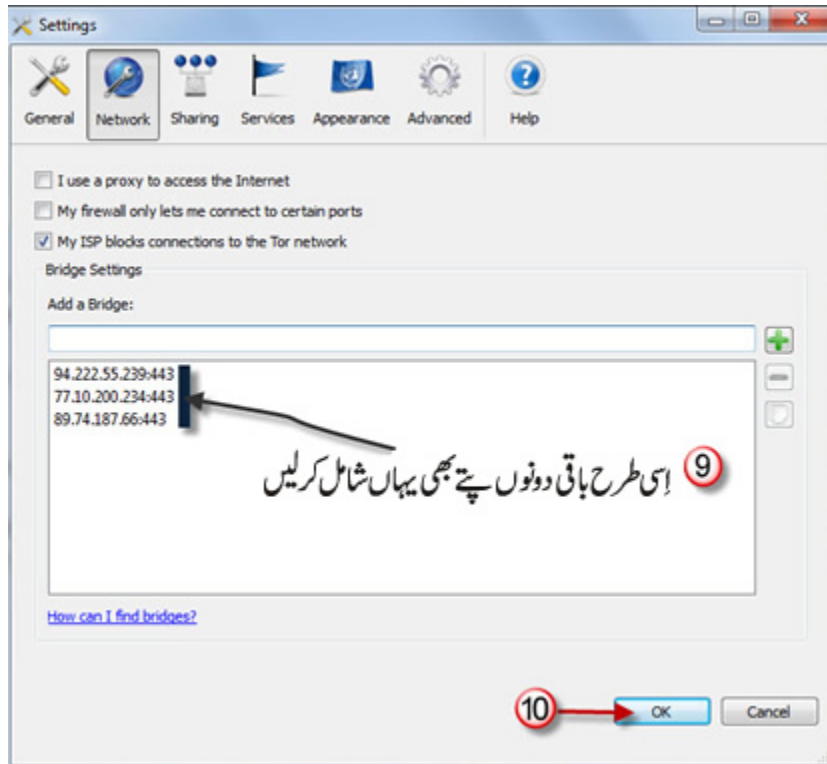 Settings
General Network Sharing Services Appearance Advanced Help
I use a proxy to access the Internet
My firewall only lets me connect to certain ports
My ISP blocks connections to the Tor network
Bridge Settings
Add a Bridge:
94.222.55.239:443
77.10.200.234:443
89.74.187.66:443
9 اِسی طرح باقی دونوں پتے بھی یہاں شامل کرلیں
How can I find bridges?
10 OK Cancel